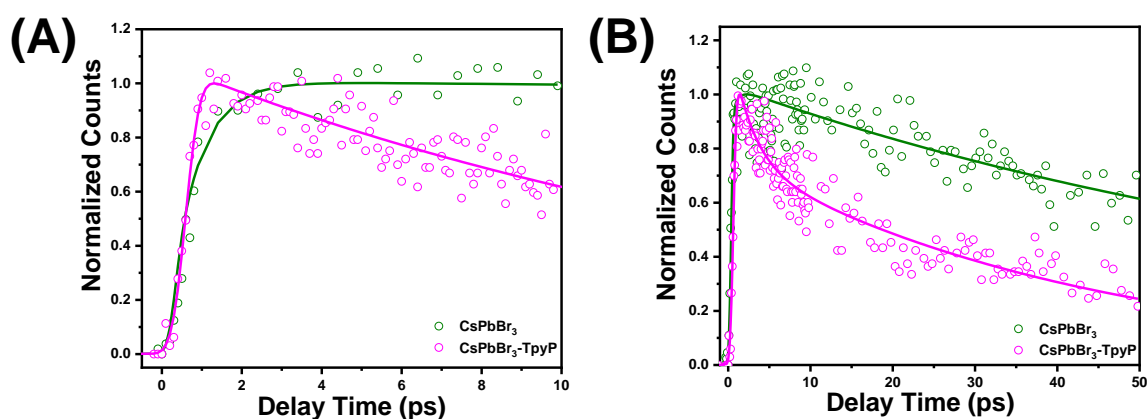 (A)
Normalized Counts
1.2
1.0
0.8
0.6
0.4
0.2
0.0
0 2 4 6 8 10
Delay Time (ps)
CsPbBr₃
CsPbBr₃-TpyP
(B)
Normalized Counts
1.2
1.0
0.8
0.6
0.4
0.2
0.0
0 10 20 30 40 50
Delay Time (ps)
CsPbBr₃
CsPbBr₃-TpyP